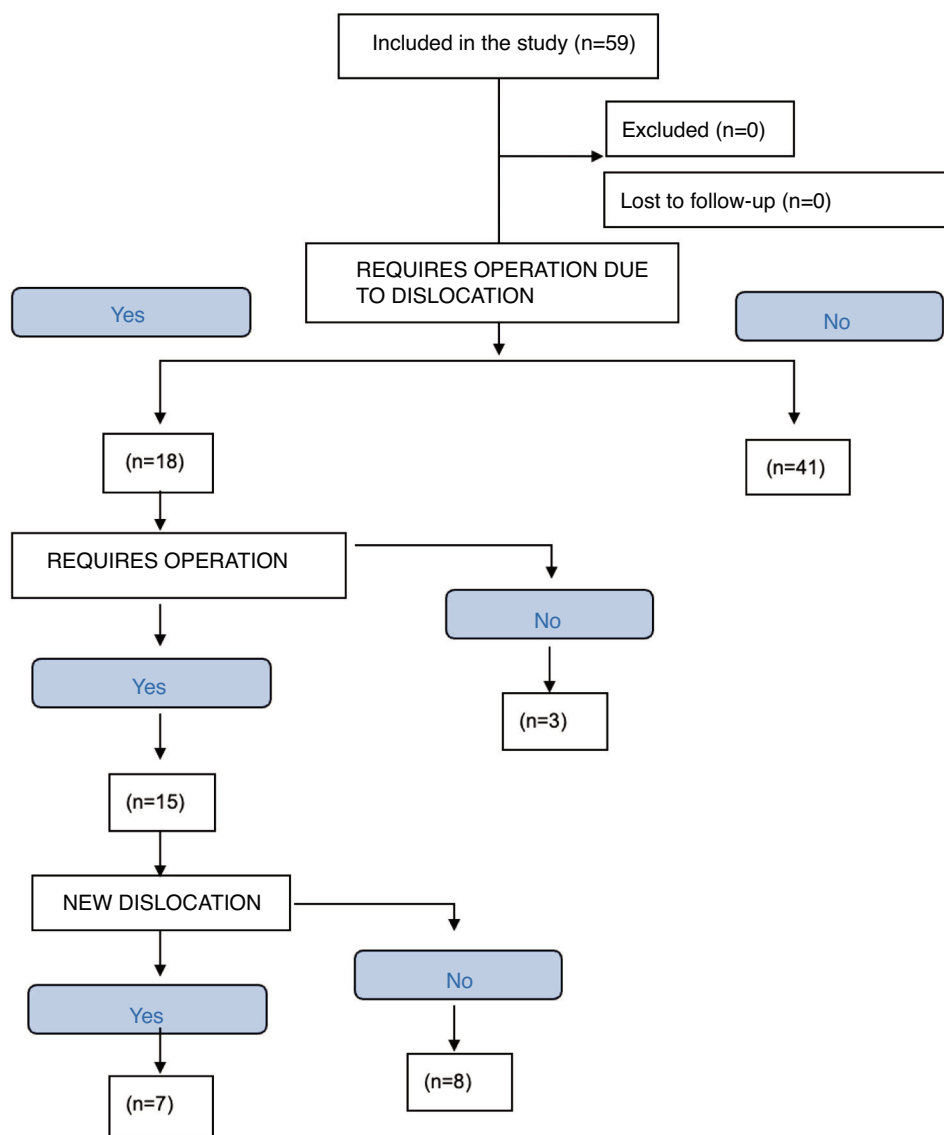 Included in the study (n=59)
Excluded (n=0)
Lost to follow-up (n=0)
REQUIRES OPERATION DUE
TO DISLOCATION
Yes
No
(n=18)
(n=41)
REQUIRES OPERATION
No
Yes
(n=3)
(n=15)
NEW DISLOCATION
No
Yes
(n=8)
(n=7)